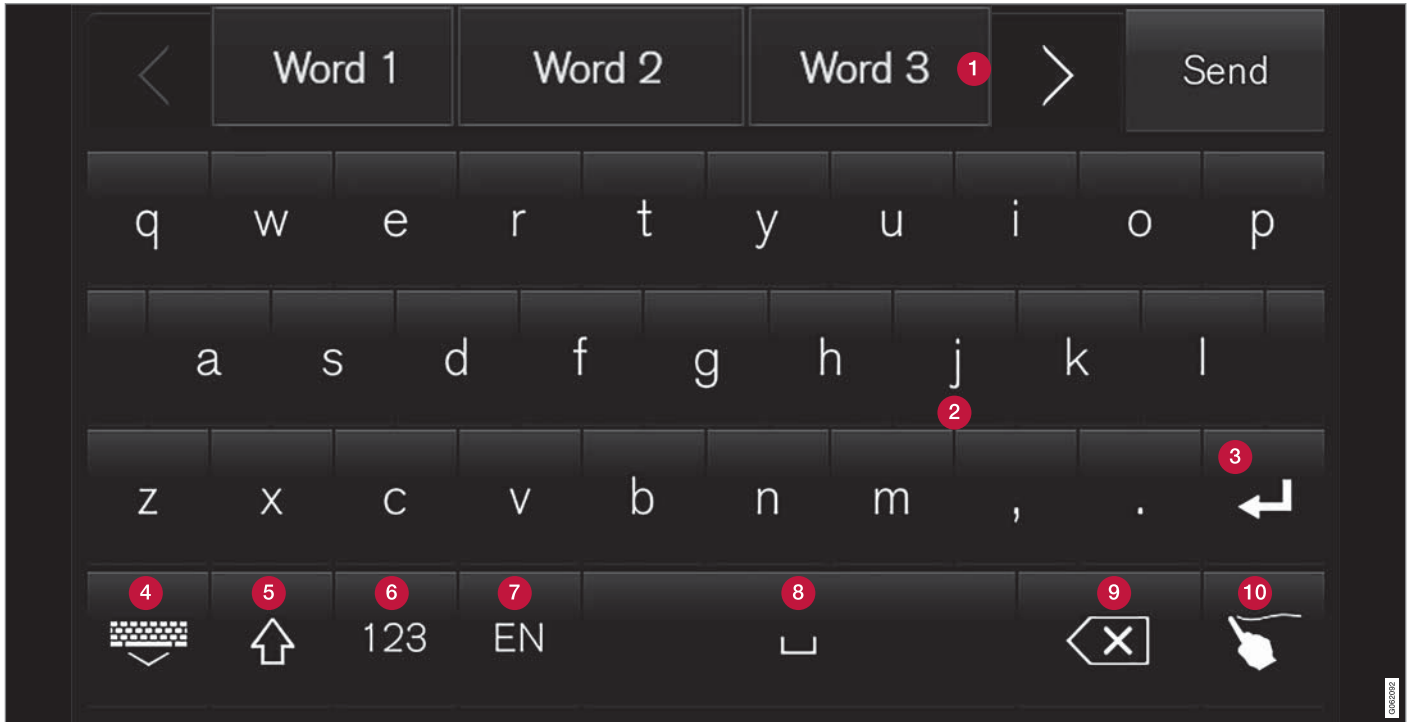 Word 1 Word 2 Word 3 1 Send
q w e r t y u i o p
a s d f g h j k l
2
3
z x c v b n m , .
4 5 6 7 8 9 10
123 EN
G062092